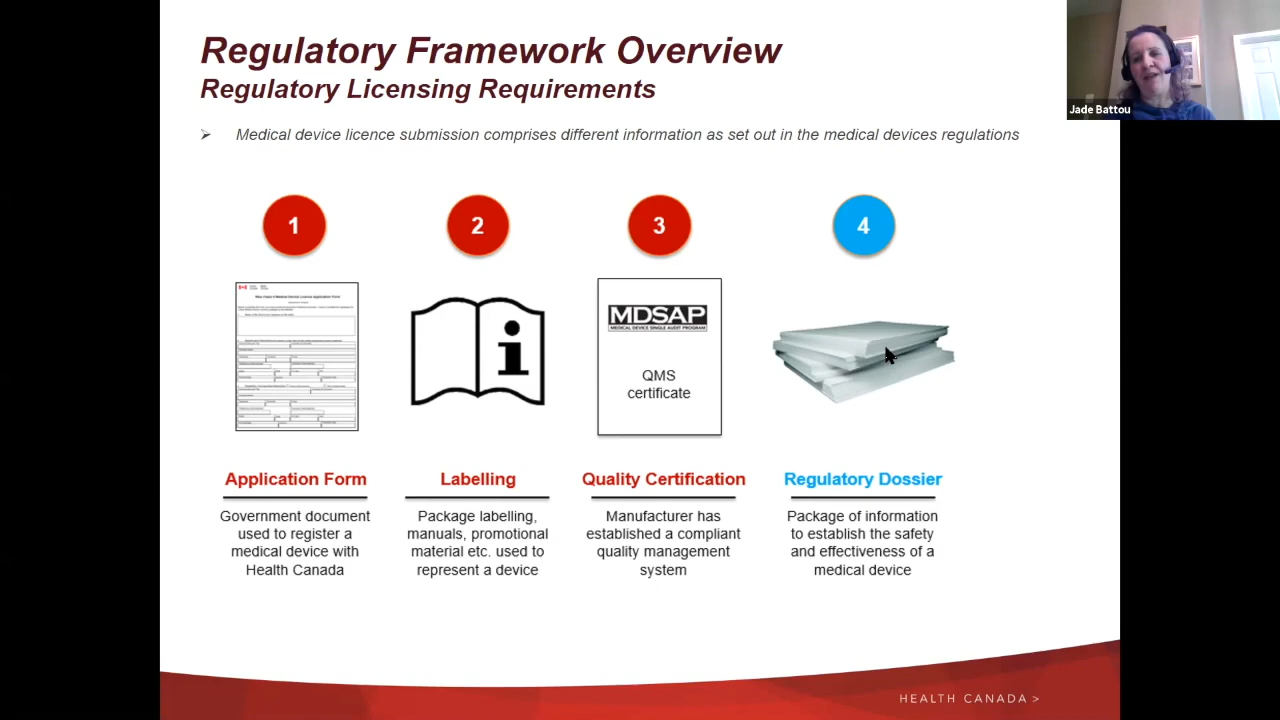 Regulatory Framework Overview
Regulatory Licensing Requirements
Medical device licence submission comprises different information as set out in the medical devices regulations
Jade Battou
1
2
3
4
MDSAP
MEDICAL DEVICE SINGLE AUDIT PROGRAM
QMS
certificate
Application Form
Government document
used to register a
medical device with
Health Canada
Labelling
Package labelling,
manuals, promotional
material etc. used to
represent a device
Quality Certification
Manufacturer has
established a compliant
quality management
system
Regulatory Dossier
Package of information
to establish the safety
and effectiveness of a
medical device
HEALTH CANADA >